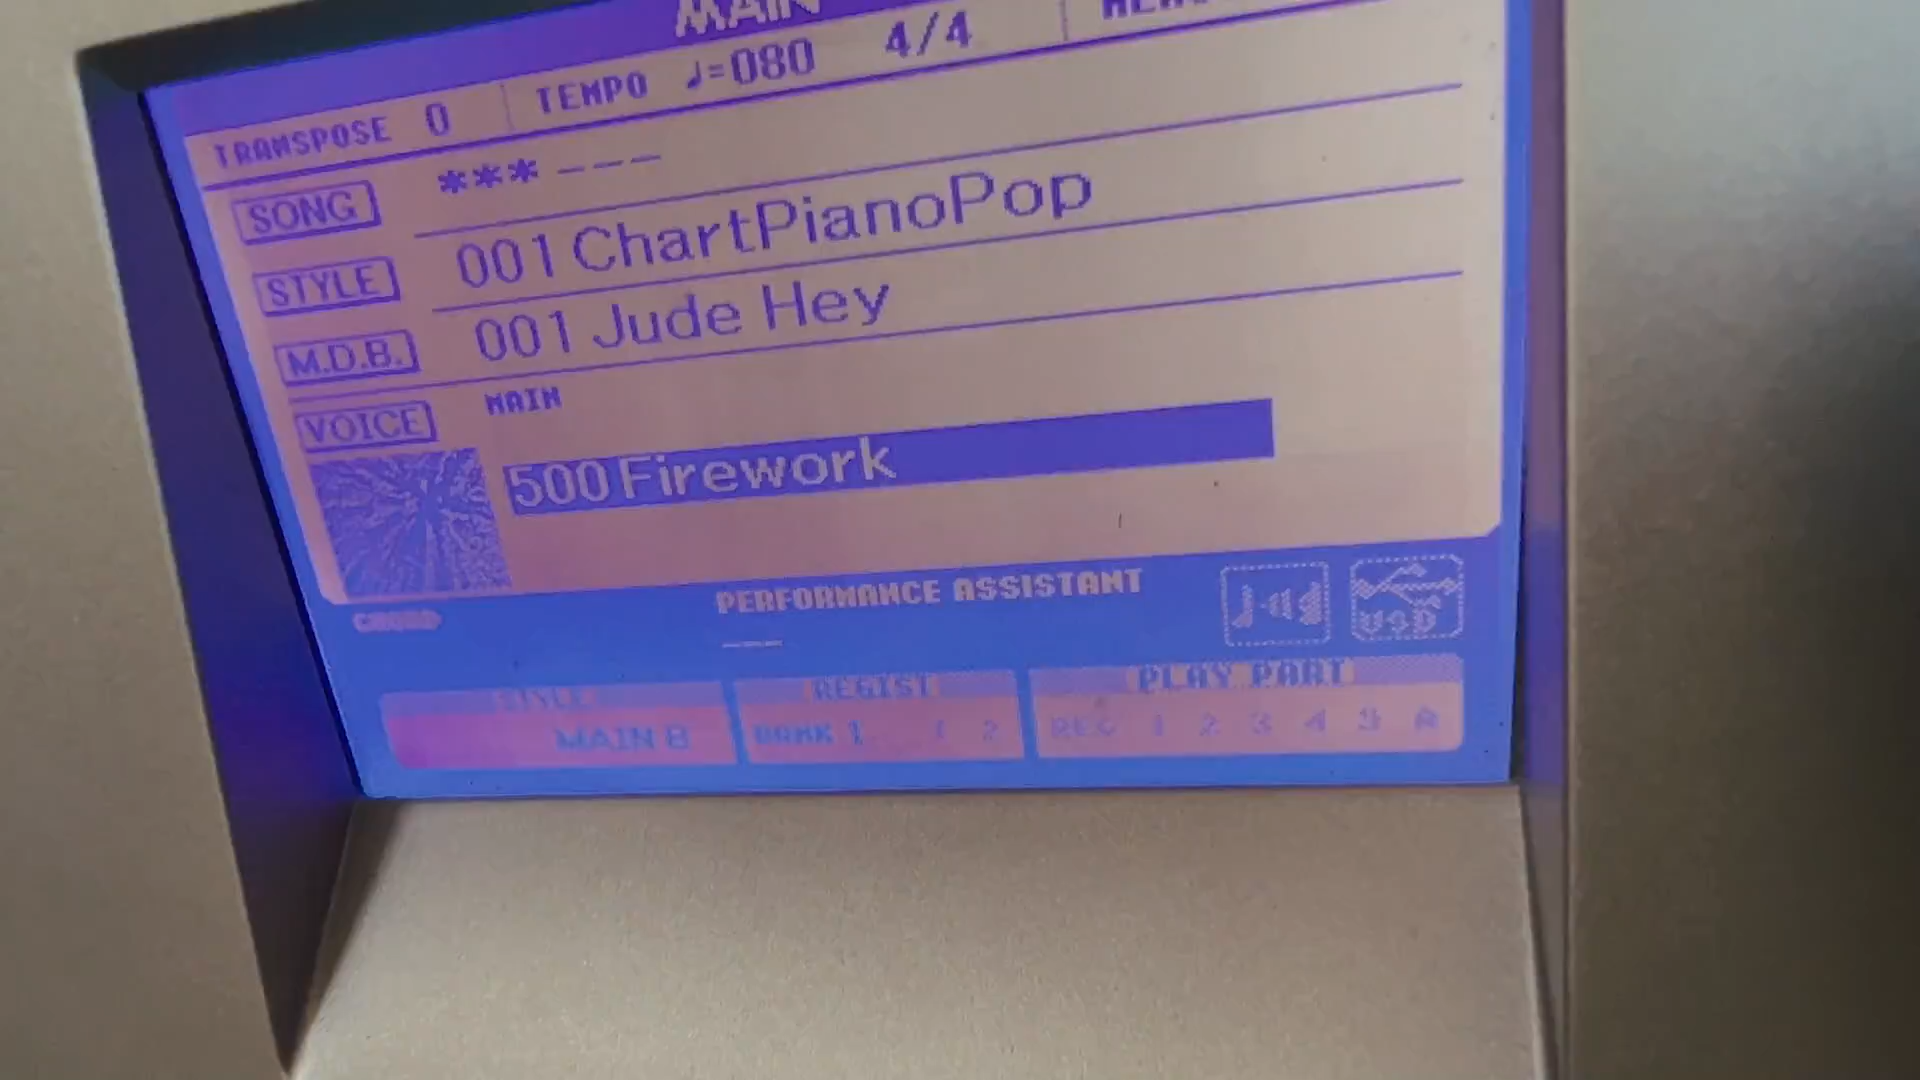 MAIN
TRANSPOSE 0 TEMPO ♩=080 4/4
SONG ***---
STYLE 001 ChartPianoPop
M.D.B. 001 Jude Hey
VOICE MAIN
500 Firework
CHORD PERFORMANCE ASSISTANT
---
USB
STYLE REGIST PLAY PART
MAIN B BANK 1 1 2 REC 1 2 3 4 5 A